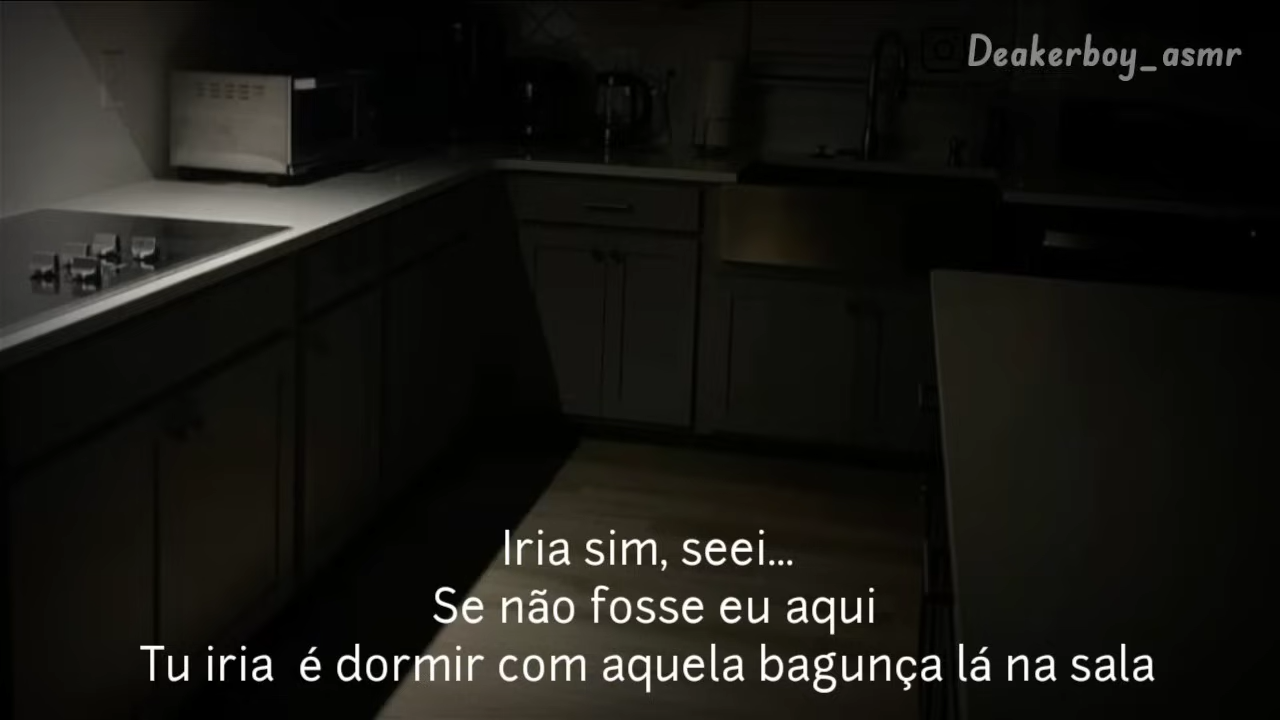 Deakerboy_asmr
Iria sim, seei...
Se não fosse eu aqui
Tu iria  é dormir com aquela bagunça lá na sala